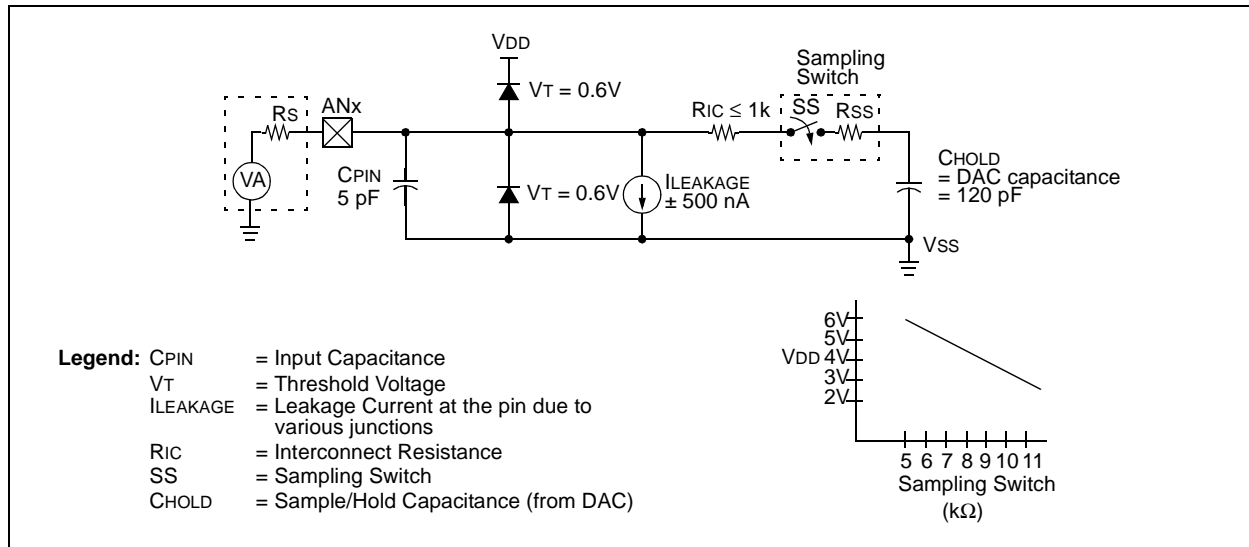 VDD
Sampling
Switch
VT = 0.6V
ANx
RS
RIC ≤ 1k
SS
RSS
VA
CPIN
5 pF
VT = 0.6V
ILEAKAGE
± 500 nA
CHOLD
= DAC capacitance
= 120 pF
VSS
6V
5V
VDD 4V
3V
2V
5 6 7 8 9 10 11
Sampling Switch
(kΩ)
Legend: CPIN = Input Capacitance
VT = Threshold Voltage
ILEAKAGE = Leakage Current at the pin due to
various junctions
RIC = Interconnect Resistance
SS = Sampling Switch
CHOLD = Sample/Hold Capacitance (from DAC)